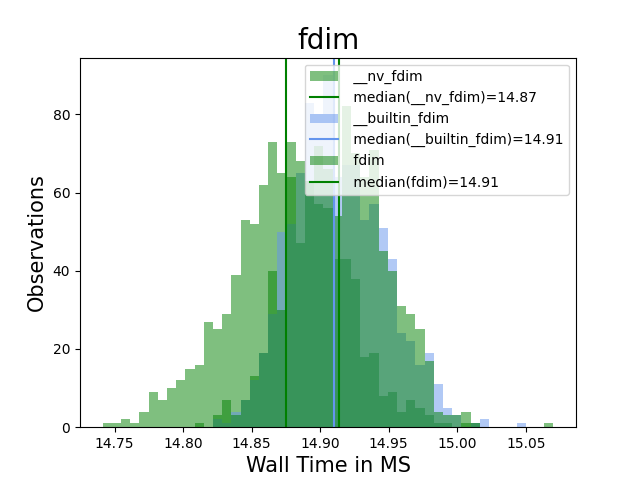 fdim
__nv_fdim
median(__nv_fdim)=14.87
__builtin_fdim
median(__builtin_fdim)=14.91
fdim
median(fdim)=14.91
Observations
80
60
40
20
0
14.75 14.80 14.85 14.90 14.95 15.00 15.05
Wall Time in MS